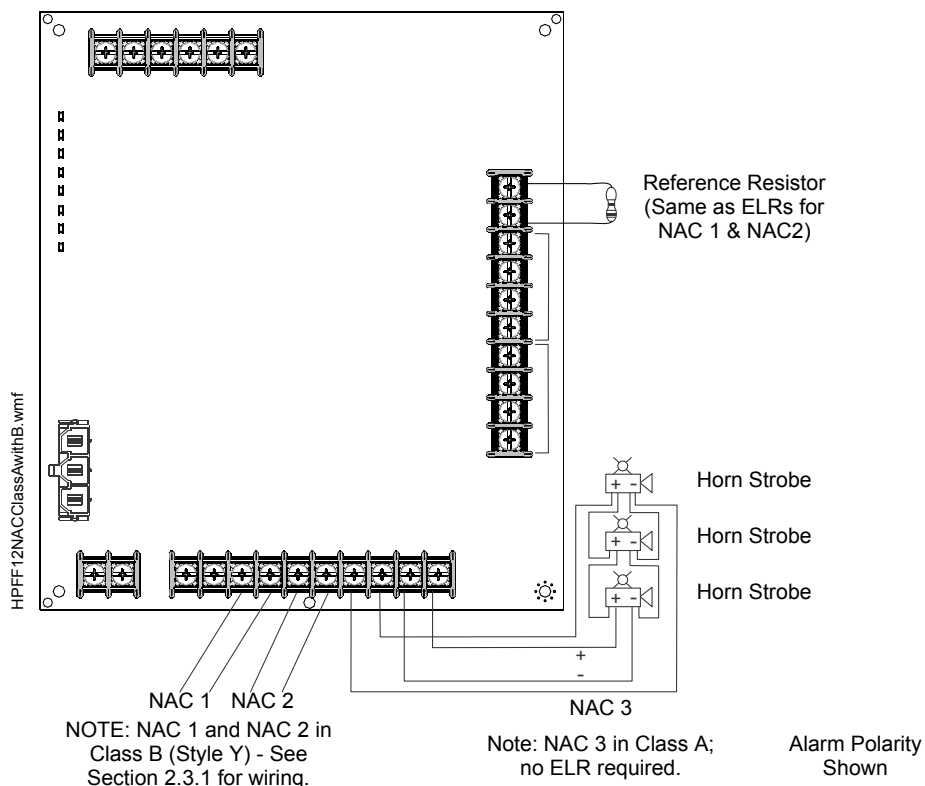 Reference Resistor
(Same as ELRs for
NAC 1 & NAC2)
HPFF12NACClassAwithB.wmf
+ -
Horn Strobe
+ -
Horn Strobe
+ -
Horn Strobe
+
-
NAC 1 NAC 2
NOTE: NAC 1 and NAC 2 in
Class B (Style Y) - See
Section 2.3.1 for wiring.
NAC 3
Note: NAC 3 in Class A;
no ELR required.
Alarm Polarity
Shown